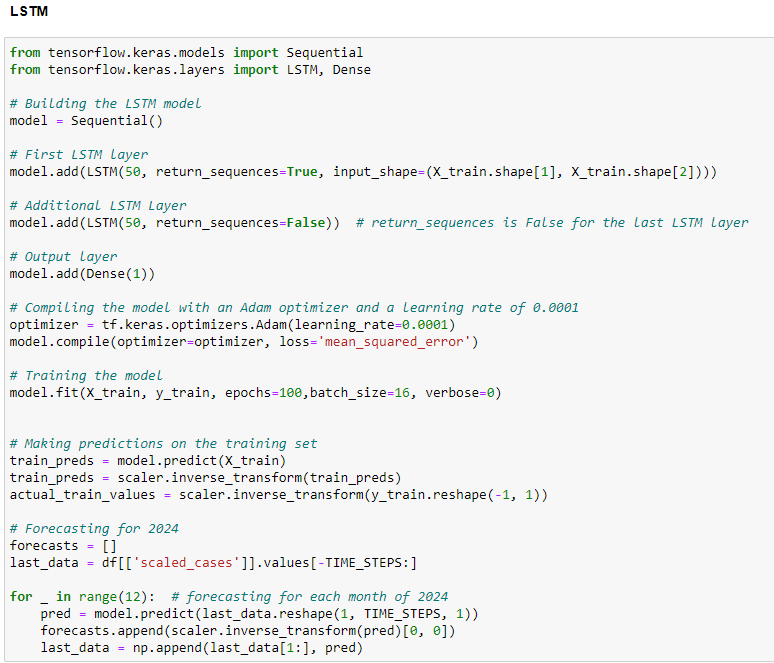 LSTM
from tensorflow.keras.models import Sequential
from tensorflow.keras.layers import LSTM, Dense
# Building the LSTM model
model = Sequential()
# First LSTM layer
model.add(LSTM(50, return_sequences=True, input_shape=(X_train.shape[1], X_train.shape[2])))
# Additional LSTM Layer
model.add(LSTM(50, return_sequences=False))  # return_sequences is False for the last LSTM layer
# Output layer
model.add(Dense(1))
# Compiling the model with an Adam optimizer and a learning rate of 0.0001
optimizer = tf.keras.optimizers.Adam(learning_rate=0.0001)
model.compile(optimizer=optimizer, loss='mean_squared_error')
# Training the model
model.fit(X_train, y_train, epochs=100,batch_size=16, verbose=0)
# Making predictions on the training set
train_preds = model.predict(X_train)
train_preds = scaler.inverse_transform(train_preds)
actual_train_values = scaler.inverse_transform(y_train.reshape(-1, 1))
# Forecasting for 2024
forecasts = []
last_data = df[['scaled_cases']].values[-TIME_STEPS:]
for _ in range(12):  # forecasting for each month of 2024
    pred = model.predict(last_data.reshape(1, TIME_STEPS, 1))
    forecasts.append(scaler.inverse_transform(pred)[0, 0])
    last_data = np.append(last_data[1:], pred)